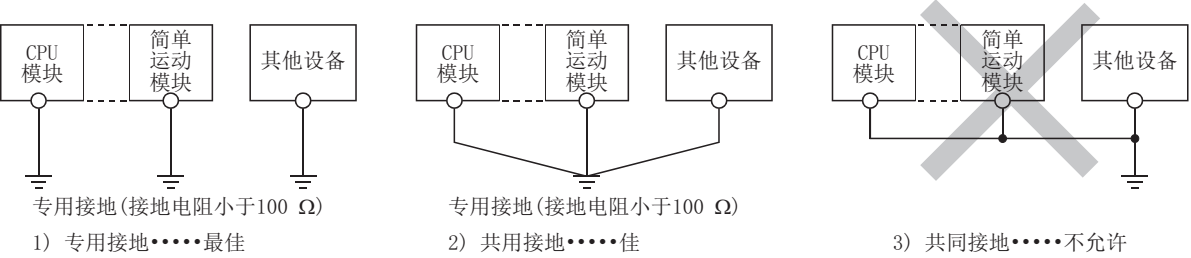 CPU
模块
简单
运动
模块
其他设备
专用接地(接地电阻小于100 Ω)
1) 专用接地•••••最佳
CPU
模块
简单
运动
模块
其他设备
专用接地(接地电阻小于100 Ω)
2) 共用接地•••••佳
CPU
模块
简单
运动
模块
其他设备
3) 共同接地•••••不允许